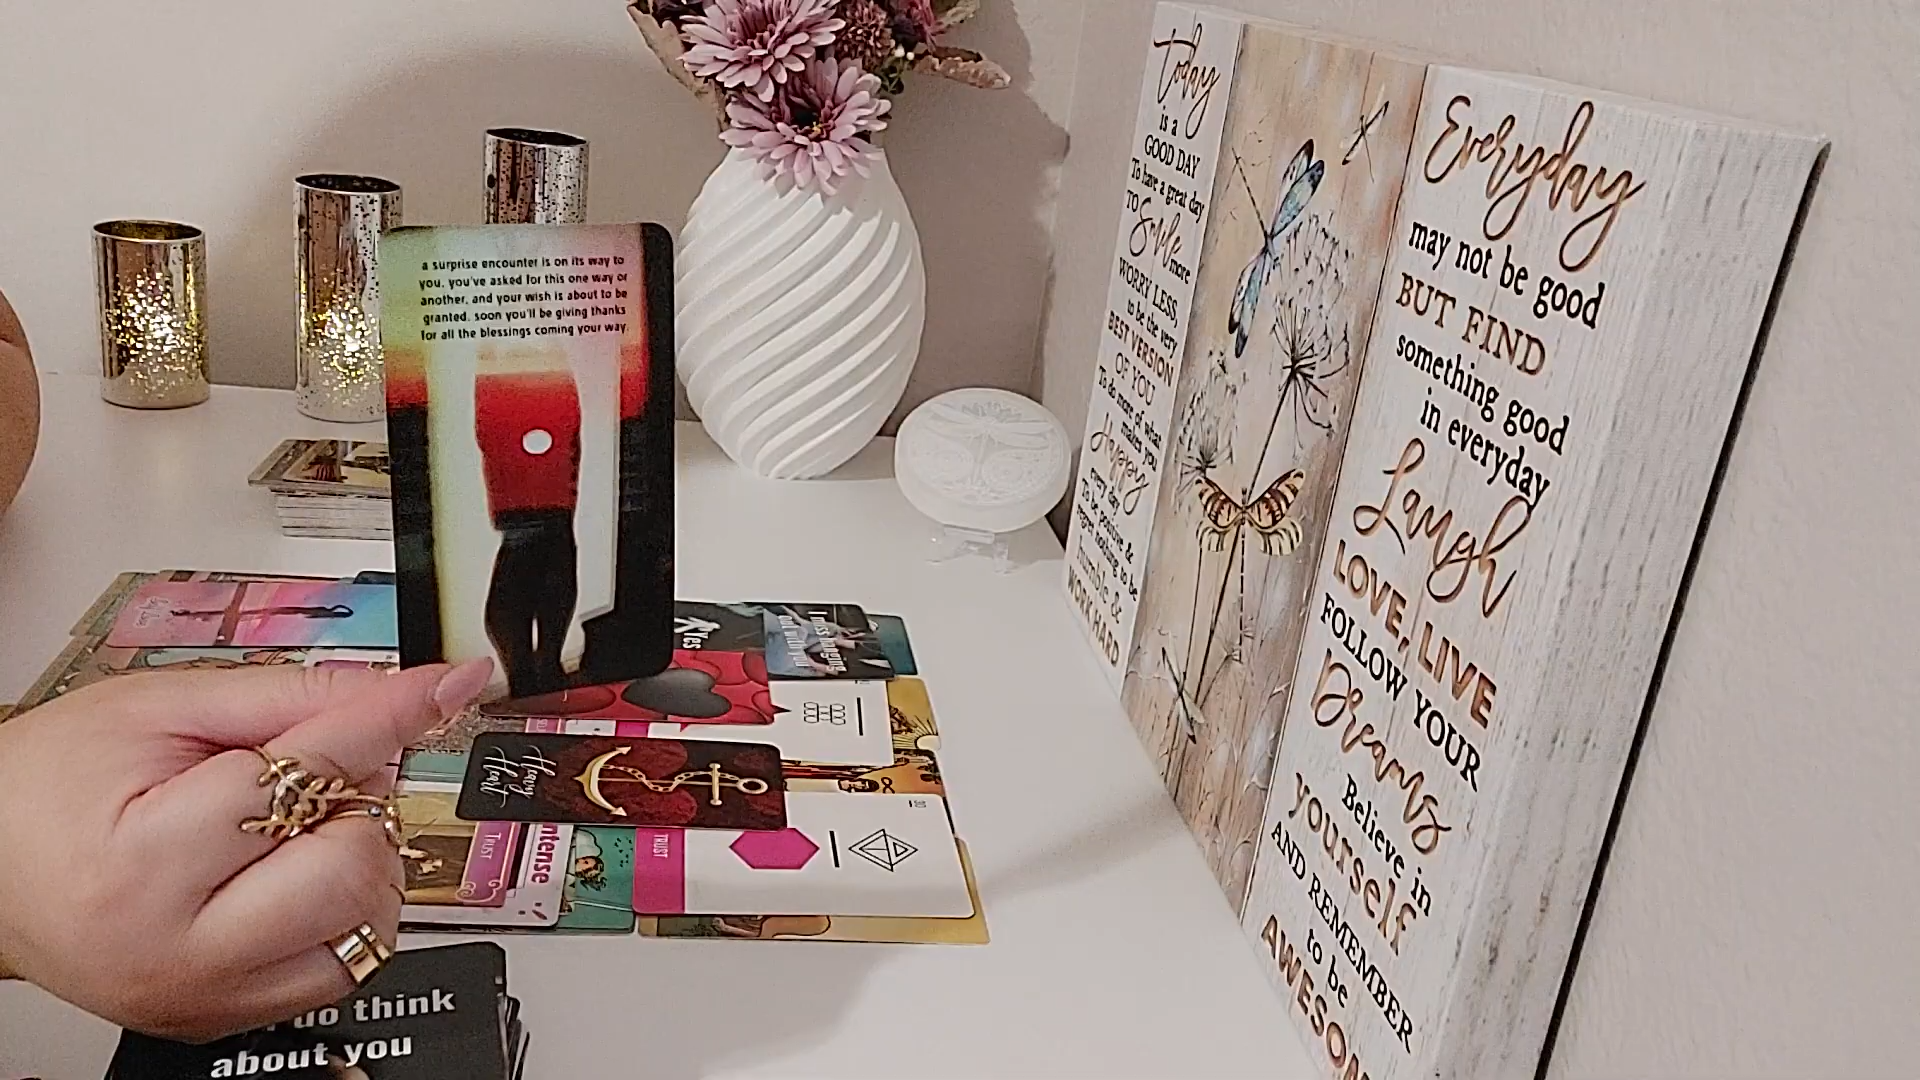 a surprise encounter is on its way to
you. you've asked for this one way or
another, and your wish is about to be
granted. soon you'll be giving thanks
for all the blessings coming your way.
today
is a
GOOD DAY
To have a great day
TO Smile more
WORRY LESS,
to be the very
BEST VERSION
OF YOU
To do more of what
makes you
Happy
every day
To be positive &
regret nothing to be
humble &
WORK HARD
Everyday
may not be good
BUT FIND
something good
in everyday
Laugh
LOVE, LIVE
FOLLOW YOUR
Dreams
Believe in
yourself
AND REMEMBER
to be
AWESOM
Yes
Heavy
Heart
TRUST
intense
TRUST
30
do think
about you